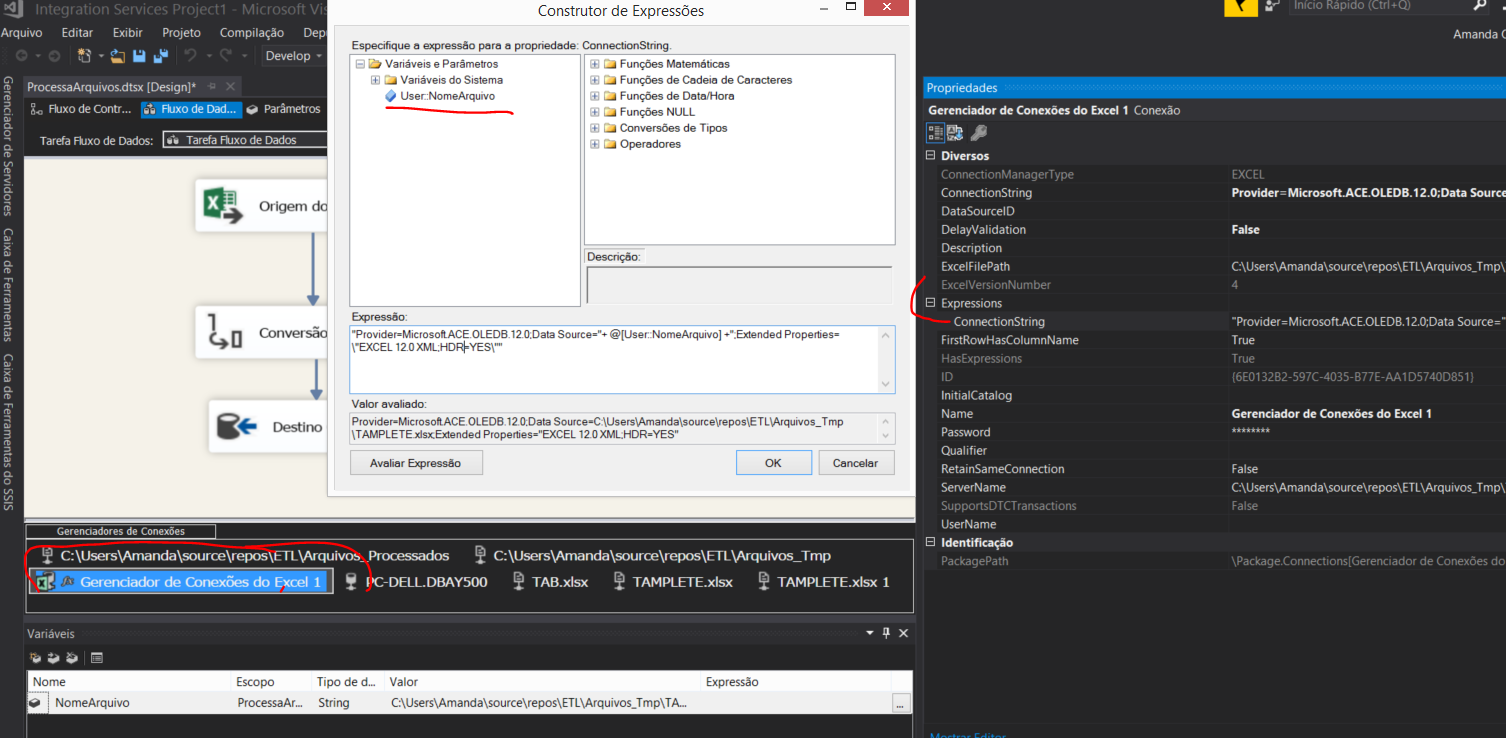 Integration Services Project1 - Microsoft Vis
Início Rápido (Ctrl+Q)
Arquivo Editar Exibir Projeto Compilação Depu
Amanda C
Develop
ProcessaArquivos.dtsx [Design]*
Fluxo de Contr... Fluxo de Dad... Parâmetros
Tarefa Fluxo de Dados: Tarefa Fluxo de Dados
Gerenciador de Servidores
Caixa de Ferramentas
Caixa de Ferramentas do SSIS
Origem do
Conversão
Destino
Construtor de Expressões
Especifique a expressão para a propriedade: ConnectionString.
Variáveis e Parâmetros
Variáveis do Sistema
User::NomeArquivo
Funções Matemáticas
Funções de Cadeia de Caracteres
Funções de Data/Hora
Funções NULL
Conversões de Tipos
Operadores
Descrição:
Expressão:
"Provider=Microsoft.ACE.OLEDB.12.0;Data Source="+ @[User::NomeArquivo] +";Extended Properties=
\"EXCEL 12.0 XML;HDR=YES\""
Valor avaliado:
Provider=Microsoft.ACE.OLEDB.12.0;Data Source=C:\Users\Amanda\source\repos\ETL\Arquivos_Tmp
\TAMPLETE.xlsx;Extended Properties="EXCEL 12.0 XML;HDR=YES"
Avaliar Expressão OK Cancelar
Gerenciadores de Conexões
C:\Users\Amanda\source\repos\ETL\Arquivos_Processados C:\Users\Amanda\source\repos\ETL\Arquivos_Tmp
Gerenciador de Conexões do Excel 1 PC-DELL.DBAY500 TAB.xlsx TAMPLETE.xlsx TAMPLETE.xlsx 1
Variáveis
Nome Escopo Tipo de d... Valor Expressão
NomeArquivo ProcessaAr... String C:\Users\Amanda\source\repos\ETL\Arquivos_Tmp\TA... ...
Propriedades
Gerenciador de Conexões do Excel 1 Conexão
Diversos
ConnectionManagerType EXCEL
ConnectionString Provider=Microsoft.ACE.OLEDB.12.0;Data Source
DataSourceID
DelayValidation False
Description
ExcelFilePath C:\Users\Amanda\source\repos\ETL\Arquivos_Tmp\
ExcelVersionNumber 4
Expressions
ConnectionString "Provider=Microsoft.ACE.OLEDB.12.0;Data Source="
FirstRowHasColumnName True
HasExpressions True
ID {6E0132B2-597C-4035-B77E-AA1D5740D851}
InitialCatalog
Name Gerenciador de Conexões do Excel 1
Password ********
Qualifier
RetainSameConnection False
ServerName C:\Users\Amanda\source\repos\ETL\Arquivos_Tmp\
SupportsDTCTransactions False
UserName
Identificação
PackagePath \Package.Connections[Gerenciador de Conexões do
Mostrar Editor